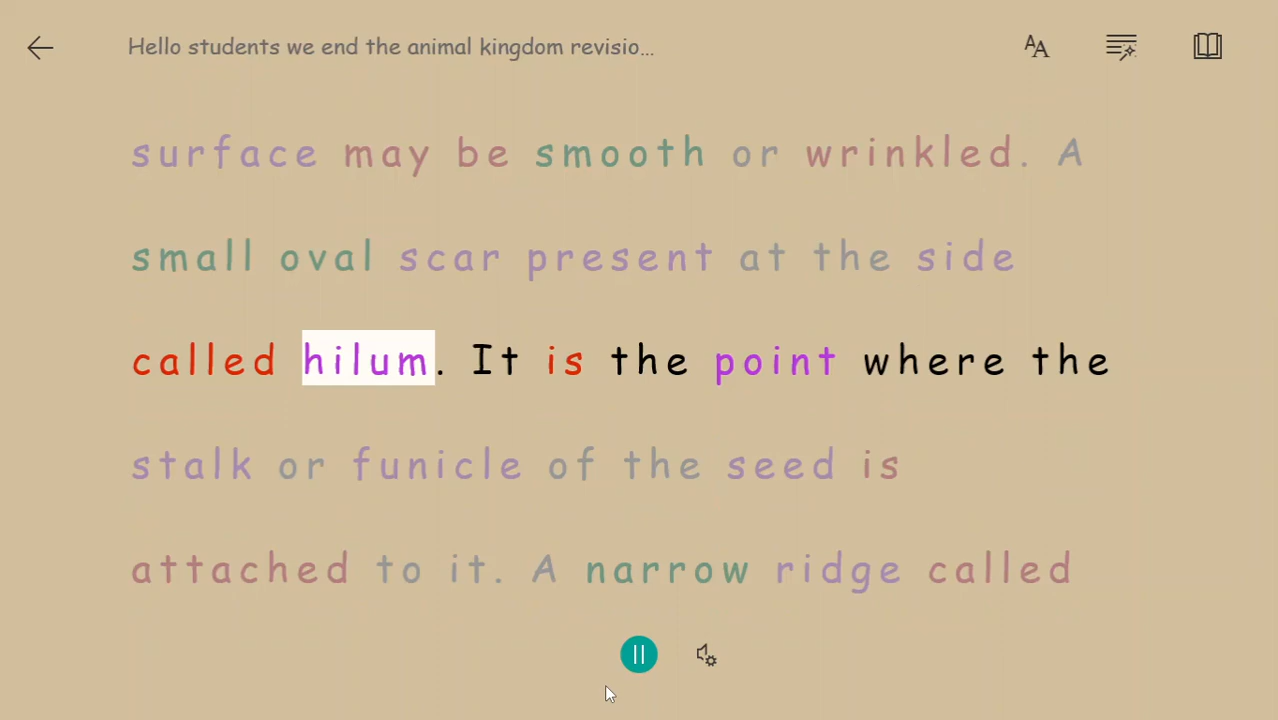 Hello students we end the animal kingdom revisio...
surface may be smooth or wrinkled. A
small oval scar present at the side
called hilum. It is the point where the
stalk or funicle of the seed is
attached to it. A narrow ridge called